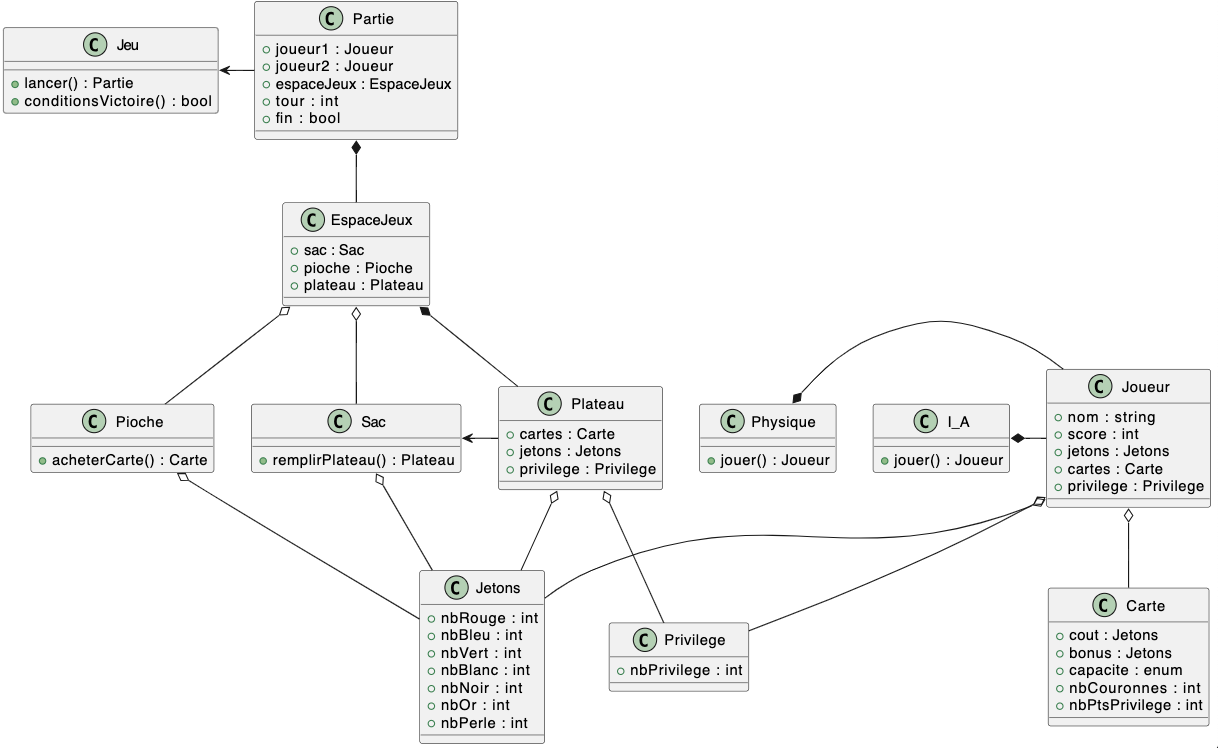 C Partie
joueur1 : Joueur
joueur2 : Joueur
espaceJeux : EspaceJeux
tour : int
fin : bool
C Jeu
lancer() : Partie
conditionsVictoire() : bool
C EspaceJeux
sac : Sac
pioche : Pioche
plateau : Plateau
C Pioche
acheterCarte() : Carte
C Sac
remplirPlateau() : Plateau
C Plateau
cartes : Carte
jetons : Jetons
privilege : Privilege
C Physique
jouer() : Joueur
C I_A
jouer() : Joueur
C Joueur
nom : string
score : int
jetons : Jetons
cartes : Carte
privilege : Privilege
C Jetons
nbRouge : int
nbBleu : int
nbVert : int
nbBlanc : int
nbNoir : int
nbOr : int
nbPerle : int
C Privilege
nbPrivilege : int
C Carte
cout : Jetons
bonus : Jetons
capacite : enum
nbCouronnes : int
nbPtsPrivilege : int